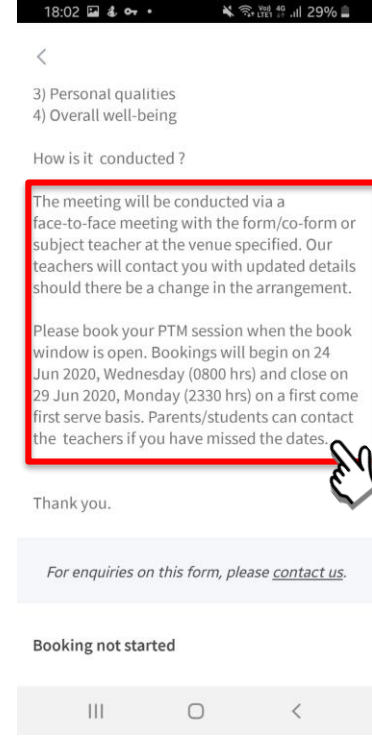 18:02
29%
3) Personal qualities
4) Overall well-being
How is it conducted ?
The meeting will be conducted via a
face-to-face meeting with the form/co-form or
subject teacher at the venue specified. Our
teachers will contact you with updated details
should there be a change in the arrangement.
Please book your PTM session when the book
window is open. Bookings will begin on 24
Jun 2020, Wednesday (0800 hrs) and close on
29 Jun 2020, Monday (2330 hrs) on a first come
first serve basis. Parents/students can contact
the teachers if you have missed the dates.
Thank you.
For enquiries on this form, please contact us.
Booking not started